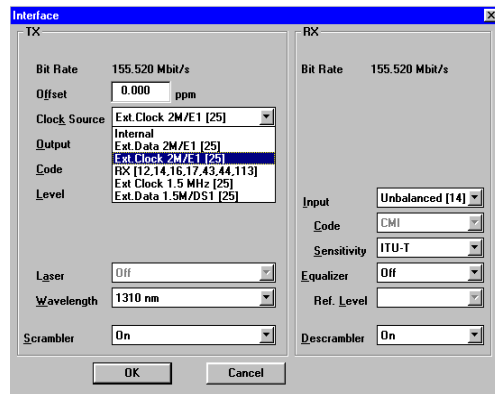 Interface
TX
Bit Rate 155.520 Mbit/s
Offset 0.000 ppm
Clock Source Ext.Clock 2M/E1 [25]
Internal
Ext.Data 2M/E1 [25]
Ext.Clock 2M/E1 [25]
RX [12,14,16,17,43,44,113]
Ext Clock 1.5 MHz [25]
Ext.Data 1.5M/DS1 [25]
Output
Code
Level
Laser Off
Wavelength 1310 nm
Scrambler On
RX
Bit Rate 155.520 Mbit/s
Input Unbalanced [14]
Code CMI
Sensitivity ITU-T
Equalizer Off
Ref. Level
Descrambler On
OK Cancel